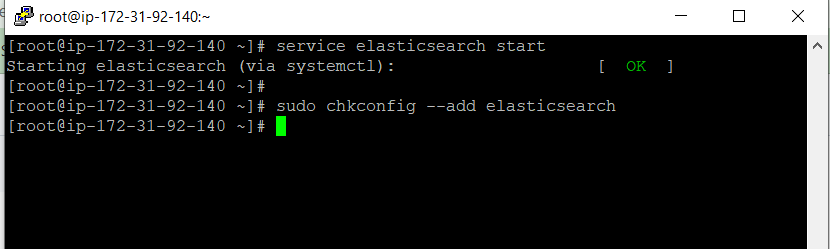 root@ip-172-31-92-140:~
[root@ip-172-31-92-140 ~]# service elasticsearch start
Starting elasticsearch (via systemctl):                    [  OK  ]
[root@ip-172-31-92-140 ~]#
[root@ip-172-31-92-140 ~]# sudo chkconfig --add elasticsearch
[root@ip-172-31-92-140 ~]#